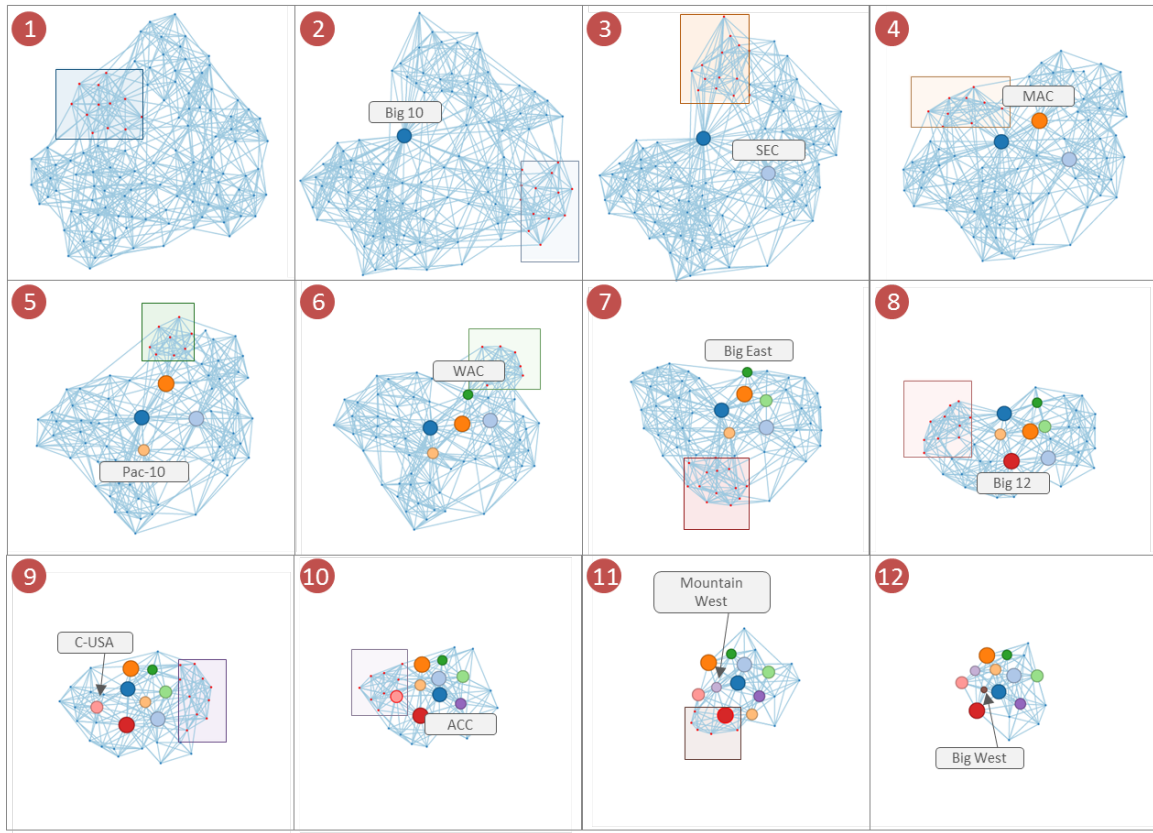 1
2
Big 10
3
SEC
4
MAC
5
Pac-10
6
WAC
7
Big East
8
Big 12
9
C-USA
10
ACC
11
Mountain
West
12
Big West